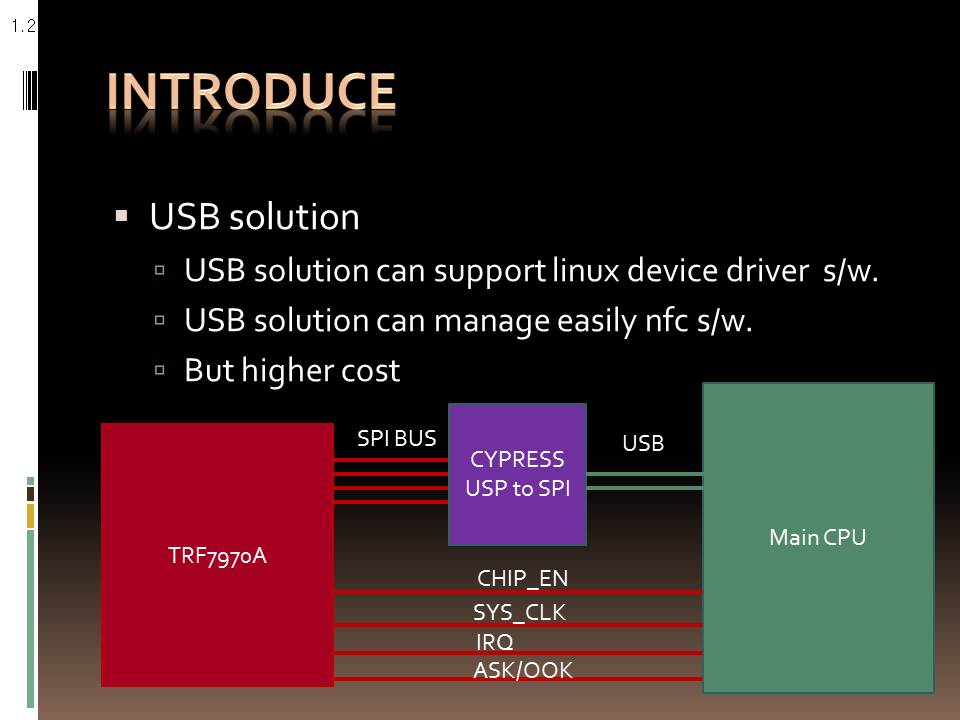 1.2
INTRODUCE
USB solution
USB solution can support linux device driver s/w.
USB solution can manage easily nfc s/w.
But higher cost
SPI BUS
CYPRESS
USP to SPI
USB
TRF7970A
Main CPU
CHIP_EN
SYS_CLK
IRQ
ASK/OOK